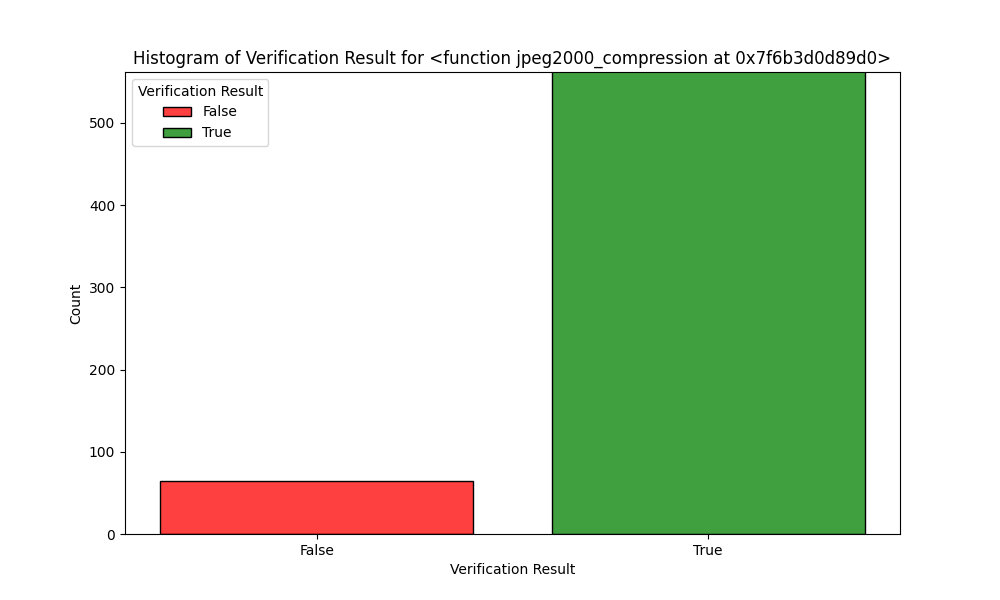 Histogram of Verification Result for <function jpeg2000_compression at 0x7f6b3d0d89d0>
Verification Result
False
True
500
400
300
200
100
0
Count
False
True
Verification Result